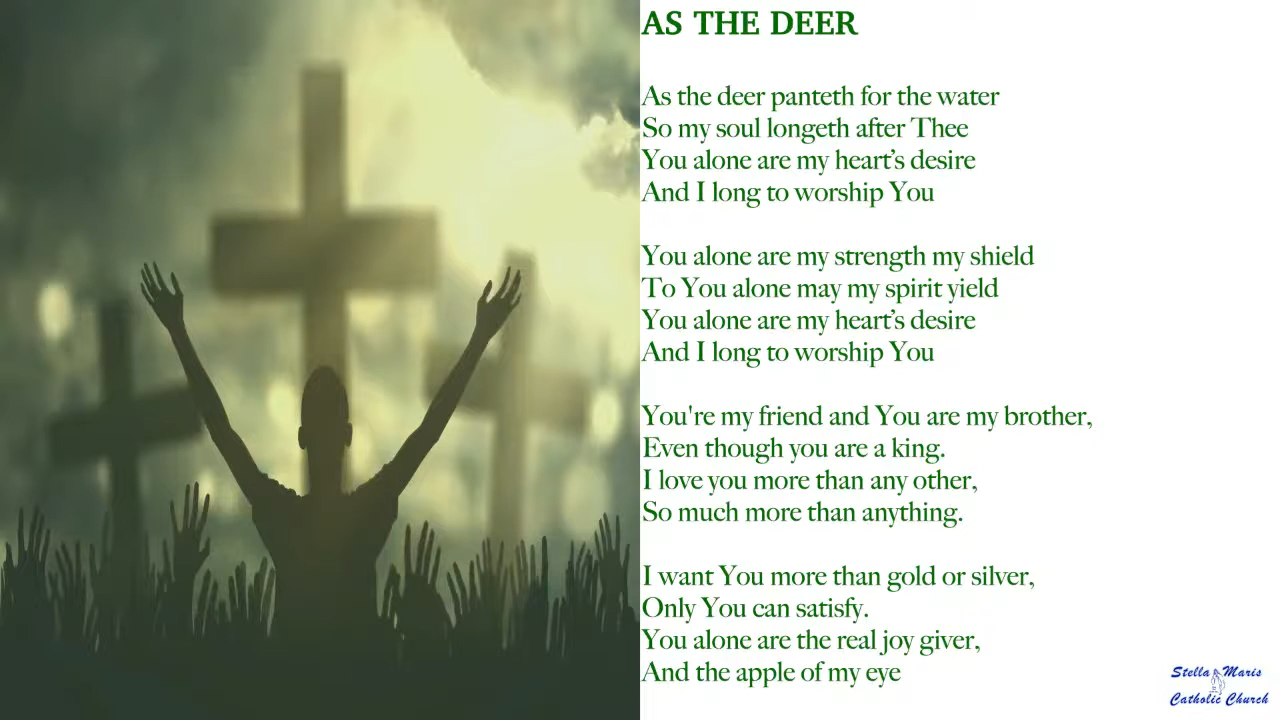 AS THE DEER
As the deer panteth for the water
So my soul longeth after Thee
You alone are my heart’s desire
And I long to worship You
You alone are my strength my shield
To You alone may my spirit yield
You alone are my heart’s desire
And I long to worship You
You're my friend and You are my brother,
Even though you are a king.
I love you more than any other,
So much more than anything.
I want You more than gold or silver,
Only You can satisfy.
You alone are the real joy giver,
And the apple of my eye
Stella Maris
Catholic Church